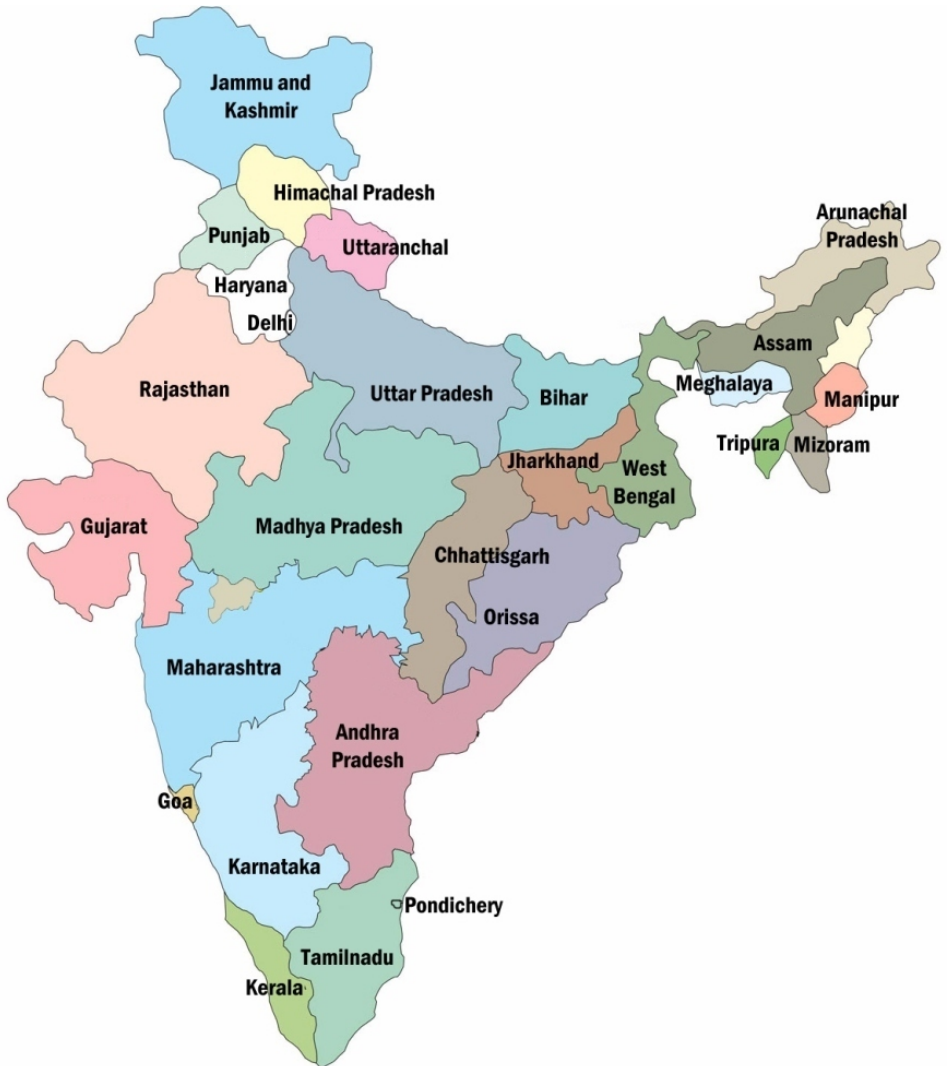 Jammu and
Kashmir
Himachal Pradesh
Arunachal
Pradesh
Punjab
Uttaranchal
Haryana
Delhi
Assam
Rajasthan
Uttar Pradesh
Bihar
Meghalaya
Manipur
Tripura
Mizoram
Jharkhand
West
Bengal
Gujarat
Madhya Pradesh
Chhattisgarh
Orissa
Maharashtra
Andhra
Pradesh
Goa
Karnataka
Pondichery
Tamilnadu
Kerala